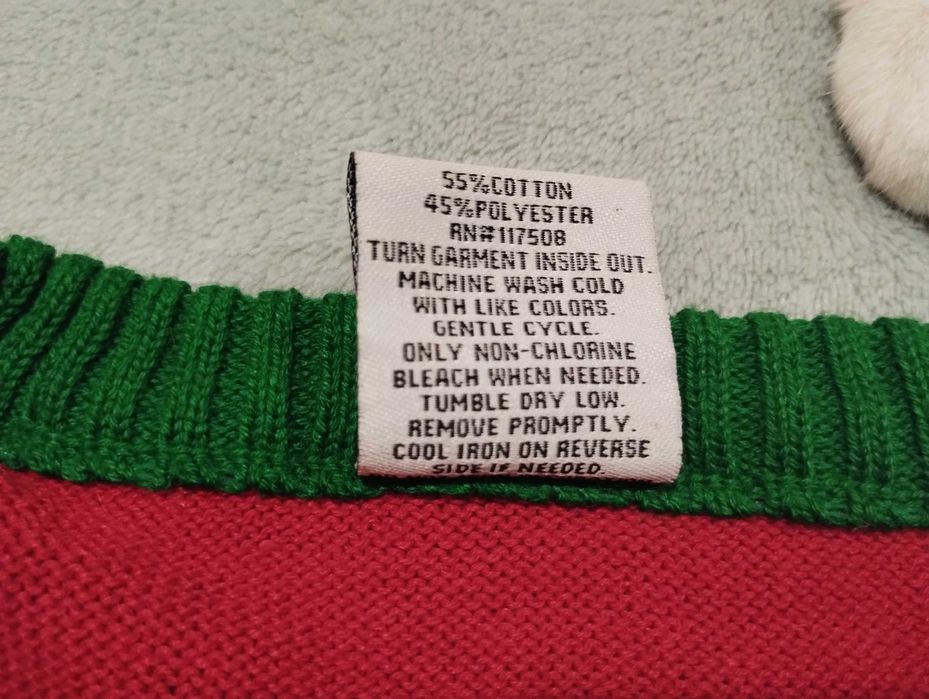 55%COTTON
45%POLYESTER
RN#117508
TURN GARMENT INSIDE OUT.
MACHINE WASH COLD
WITH LIKE COLORS.
GENTLE CYCLE.
ONLY NON-CHLORINE
BLEACH WHEN NEEDED.
TUMBLE DRY LOW.
REMOVE PROMPTLY.
COOL IRON ON REVERSE
SIDE IF NEEDED.